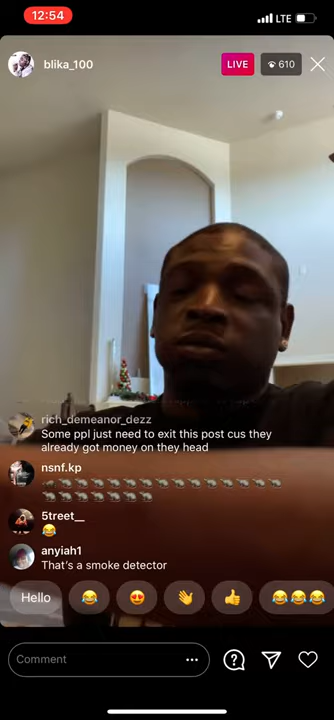 12:54
LTE
blika_100
LIVE
610
rich_demeanor_dezz
Some ppl just need to exit this post cus they
already got money on they head
nsnf.kp
🐀🐀🐀🐀🐀🐀🐀🐀🐀🐀🐀🐀🐀🐀🐀
🐀🐀🐀🐀🐀🐀🐀
5treet__
😂
anyiah1
That's a smoke detector
Hello 😂 😍 👋 👍 😂😂😂
Comment ...